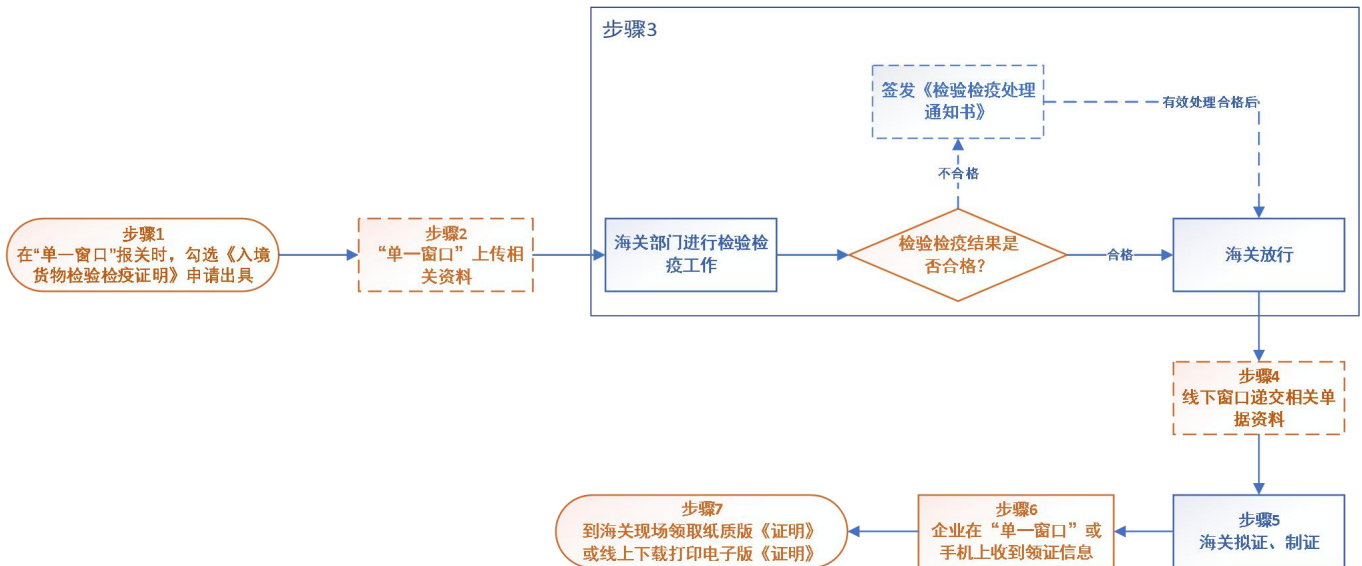 步骤3
签发《检验检疫处理
通知书》
有效处理合格后
不合格
步骤1
在“单一窗口”报关时，勾选《入境
货物检验检疫证明》申请出具
步骤2
“单一窗口”上传相
关资料
海关部门进行检验检
疫工作
检验检疫结果是
否合格？
合格
海关放行
步骤4
线下窗口递交相关单
据资料
步骤5
海关拟证、制证
步骤6
企业在“单一窗口”或
手机上收到领证信息
步骤7
到海关现场领取纸质版《证明》
或线上下载打印电子版《证明》